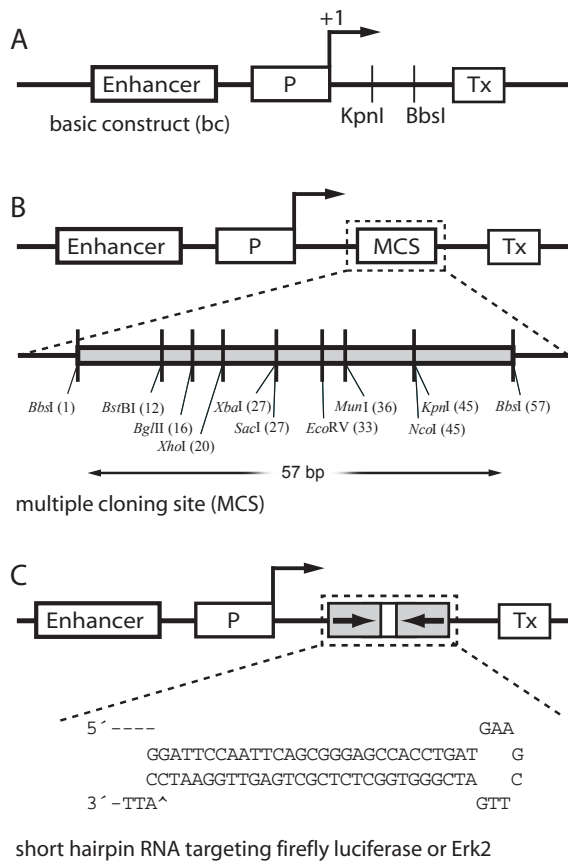 A
+1
Enhancer
P
Tx
KpnI
BbsI
basic construct (bc)
B
Enhancer
P
MCS
Tx
BbsI (1)
BstBI (12)
BglII (16)
XhoI (20)
XbaI (27)
SacI (27)
EcoRV (33)
MunI (36)
KpnI (45)
NcoI (45)
BbsI (57)
57 bp
multiple cloning site (MCS)
C
Enhancer
P
Tx
5´---- GAA
GGATTCCAATTCAGCGGGAGCCACCTGAT G
CCTAAGGTTGAGTCGCTCTCGGTGGGCTA C
3´-TTA^ GTT
short hairpin RNA targeting firefly luciferase or Erk2